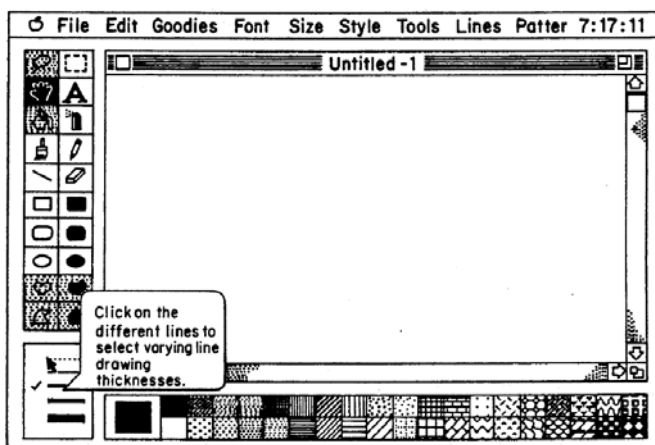 File Edit Goodies Font Size Style Tools Lines Patter 7:17:11
Untitled -1
A
Click on the
different lines to
select varying line
drawing
thicknesses.